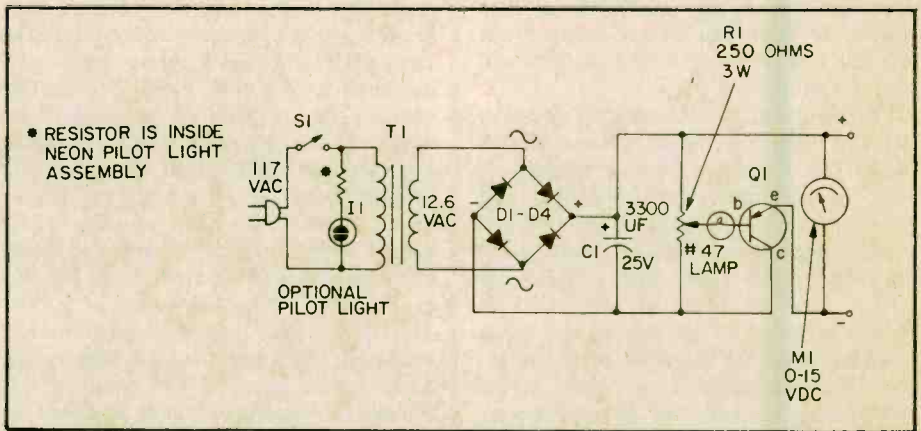 R1
250 OHMS
3W
* RESISTOR IS INSIDE
NEON PILOT LIGHT
ASSEMBLY
S1
T1
117
VAC
*
I1
12.6
VAC
OPTIONAL
PILOT LIGHT
-
+
D1-D4
+
C1
3300
UF
25V
#47
LAMP
Q1
b
e
c
+
-
M1
0-15
VDC